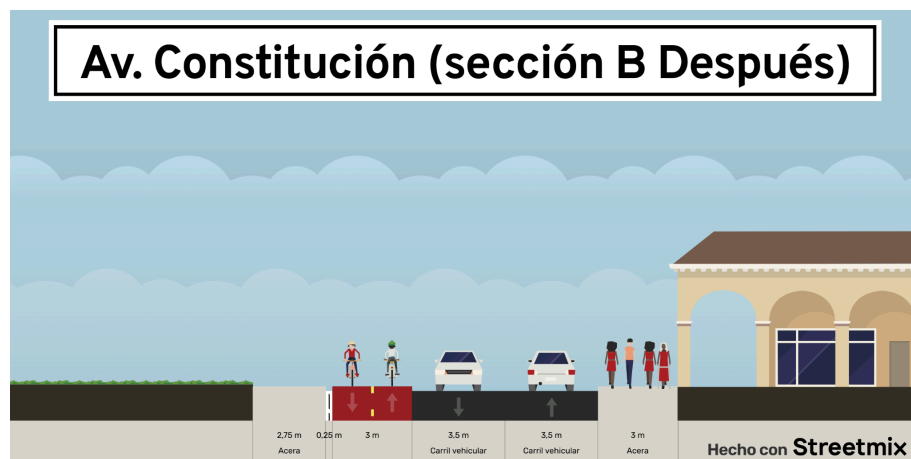 Av. Constitución (sección B Después)
2,75 m 0,25 m 3 m 3,5 m 3,5 m 3 m
Acera Carril vehicular Carril vehicular Acera
Hecho con Streetmix